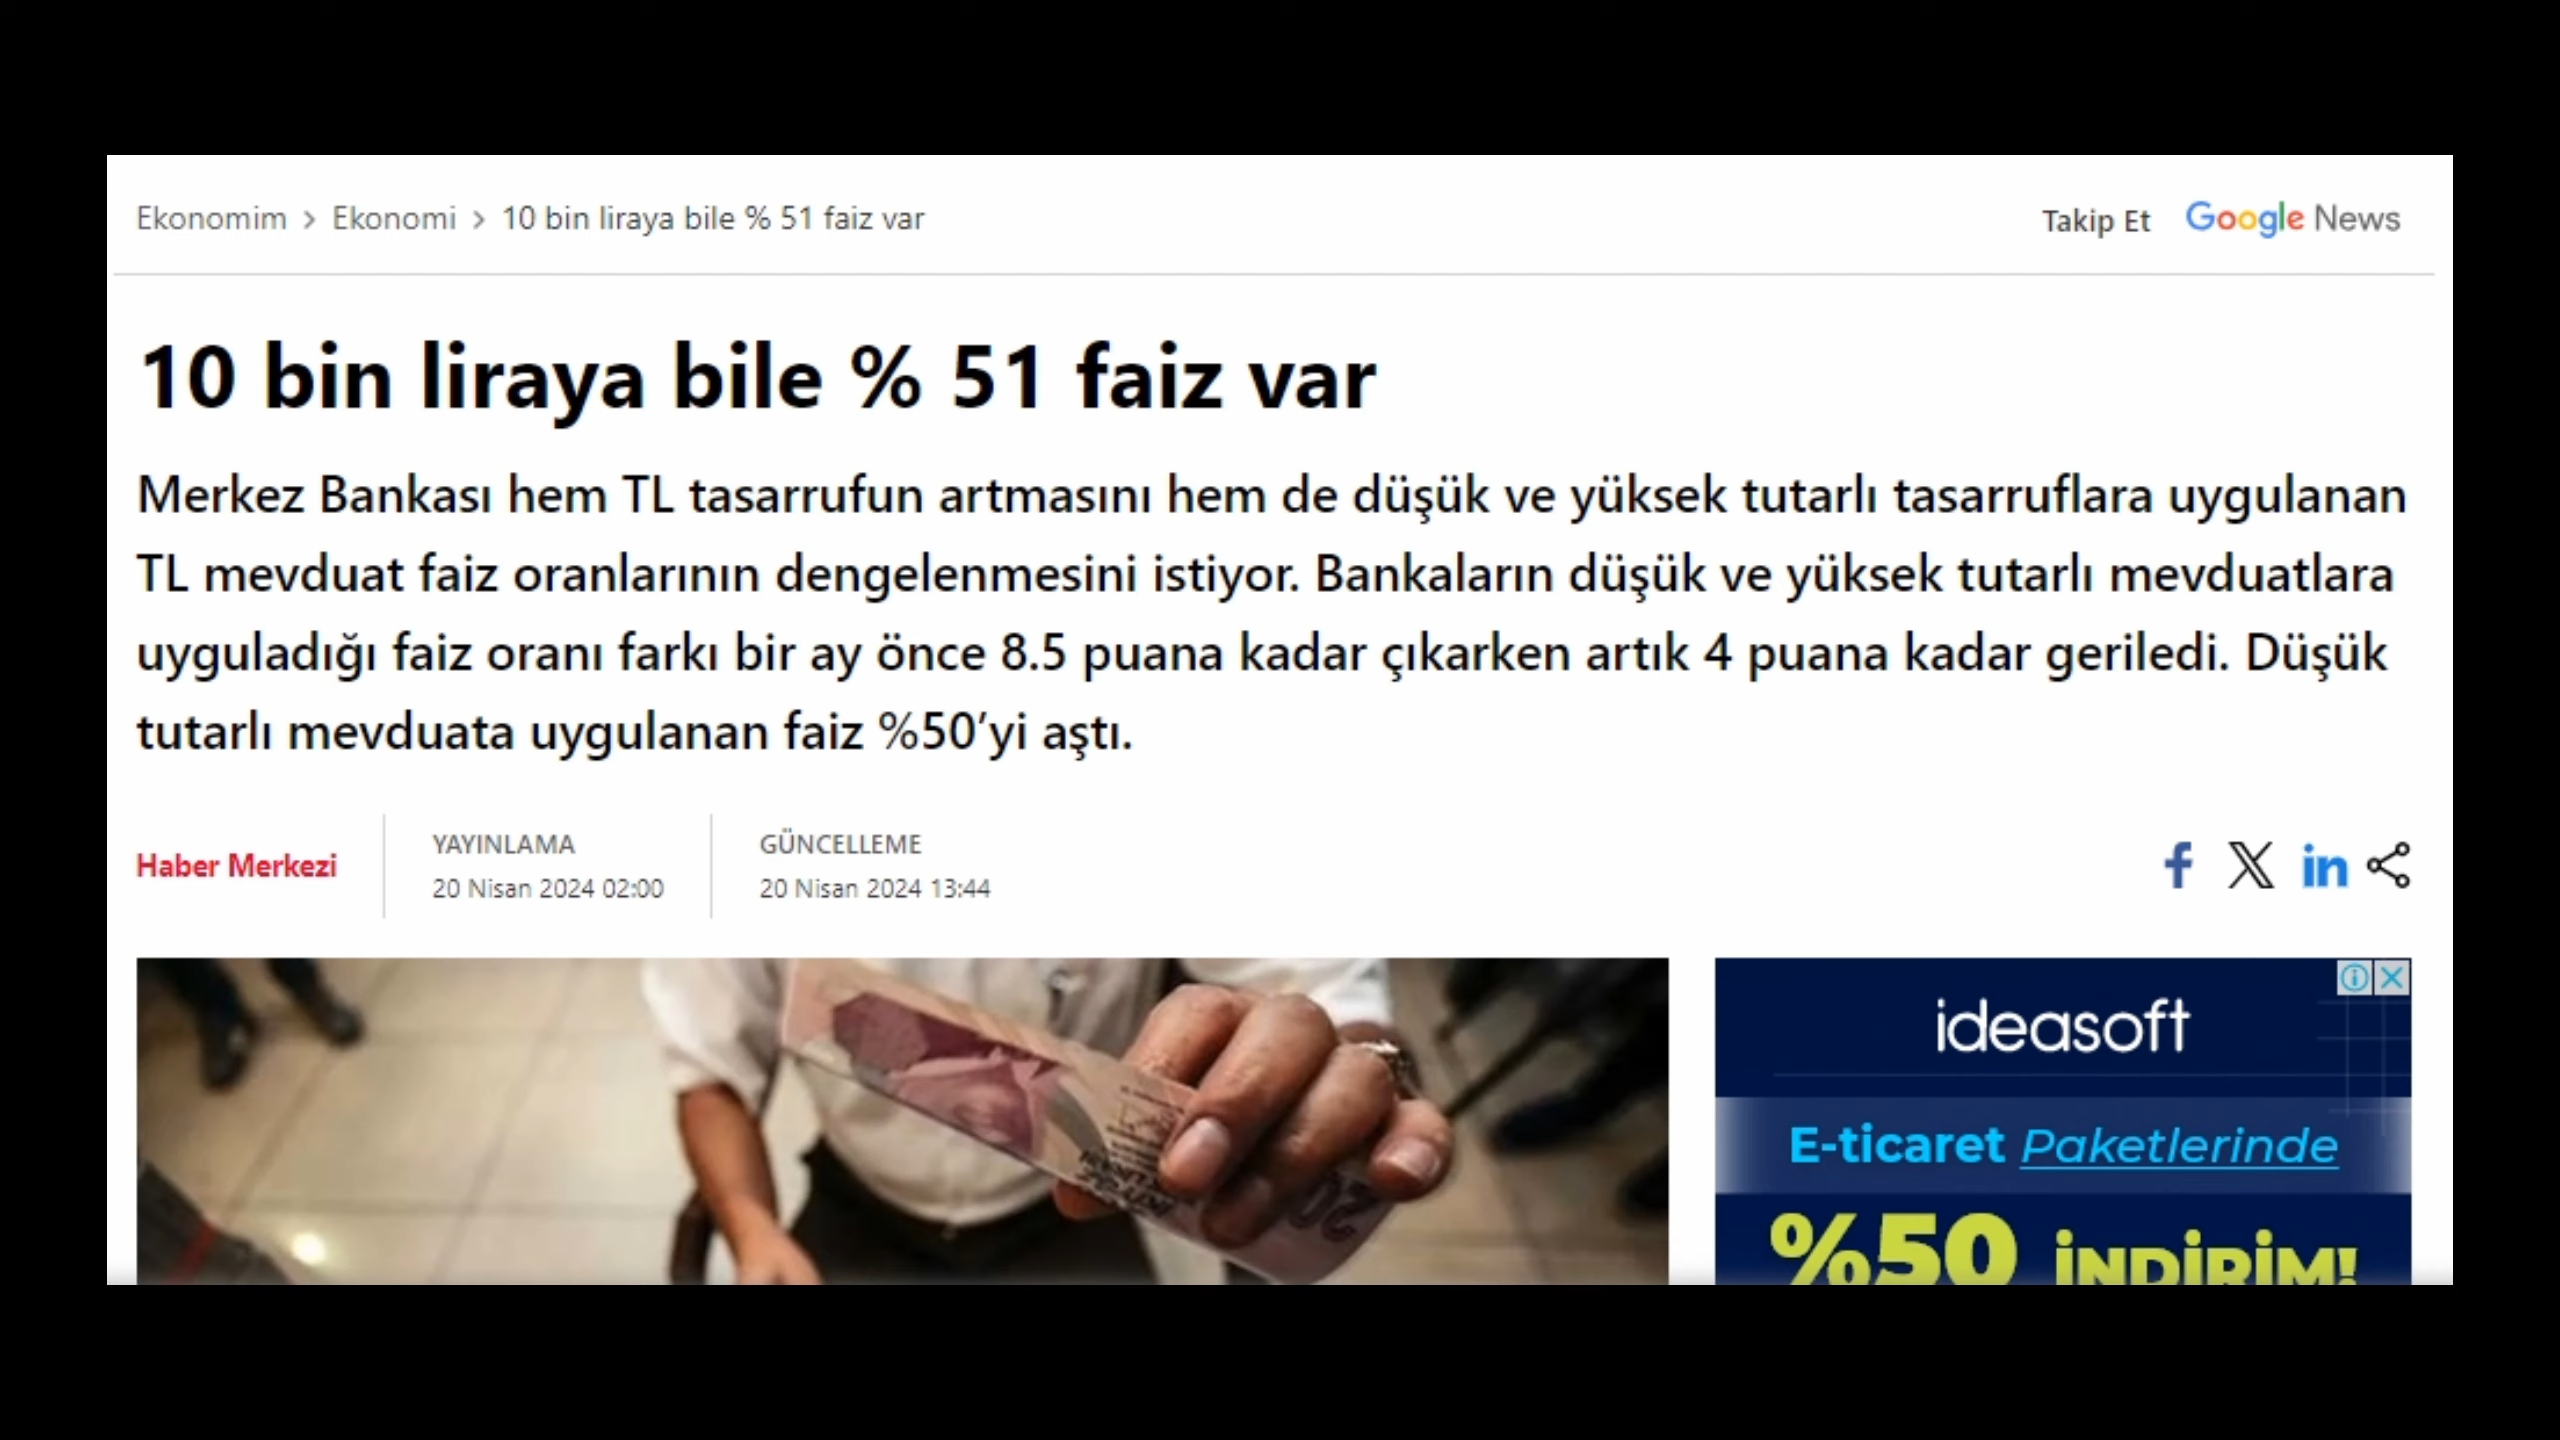 Ekonomim > Ekonomi > 10 bin liraya bile % 51 faiz var
Takip Et Google News
10 bin liraya bile % 51 faiz var
Merkez Bankası hem TL tasarrufun artmasını hem de düşük ve yüksek tutarlı tasarruflara uygulanan
TL mevduat faiz oranlarının dengelenmesini istiyor. Bankaların düşük ve yüksek tutarlı mevduatlara
uyguladığı faiz oranı farkı bir ay önce 8.5 puana kadar çıkarken artık 4 puana kadar geriledi. Düşük
tutarlı mevduata uygulanan faiz %50’yi aştı.
Haber Merkezi
YAYINLAMA
20 Nisan 2024 02:00
GÜNCELLEME
20 Nisan 2024 13:44
ideasoft
E-ticaret Paketlerinde
%50 İNDİRİM!